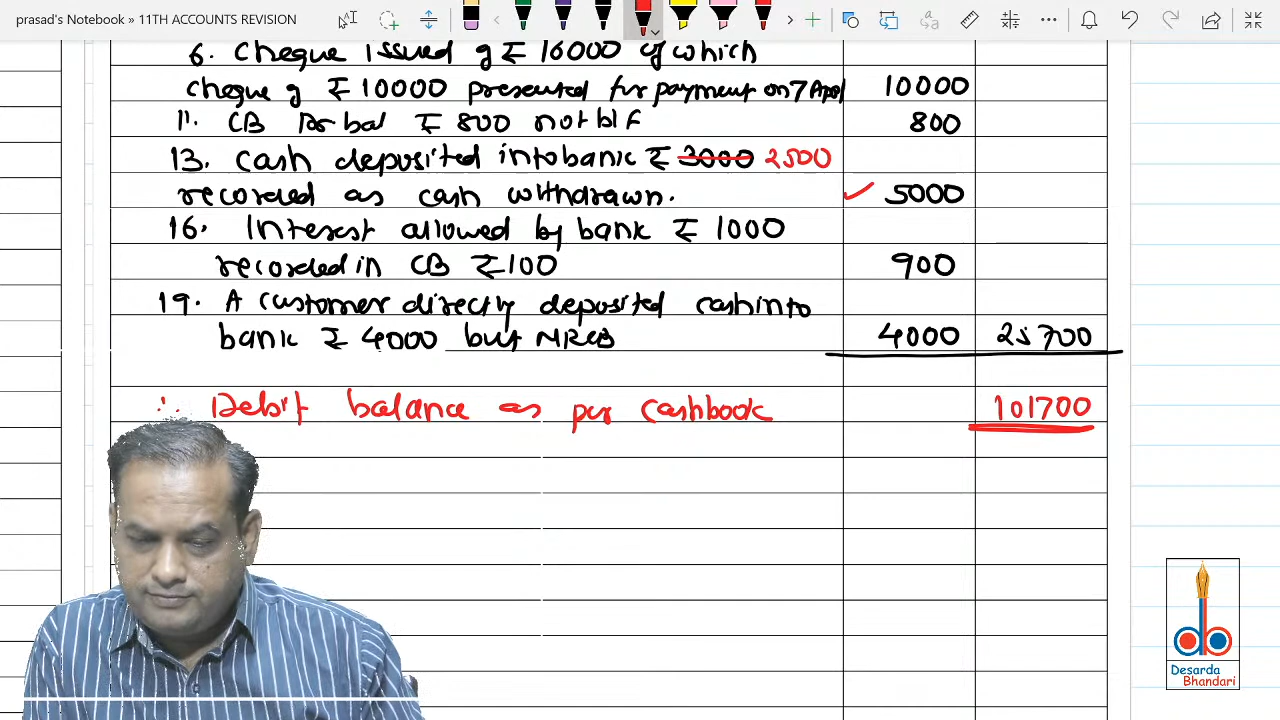 prasad's Notebook » 11TH ACCOUNTS REVISION
6. Cheque issued of ₹ 16000 of which
cheque of ₹ 10000 presented for payment on 7 April 10000
11. CB Dr bal ₹ 800 not b/F 800
13. Cash deposited into bank ₹ 3000 2500
recorded as cash withdrawn. ✓ 5000
16. Interest allowed by bank ₹ 1000
recorded in CB ₹ 100 900
19. A customer directly deposited cash into
bank ₹ 4000 but NRCB 4000 25700
∴ Debit balance as per cashbook 101700
Desarda
Bhandari